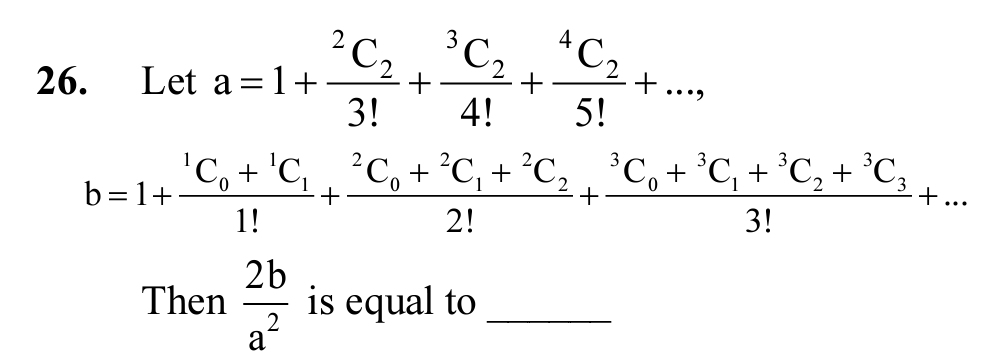 26. Let a = 1 + ²C₂/3! + ³C₂/4! + ⁴C₂/5! + ...,
b = 1 + (¹C₀ + ¹C₁)/1! + (²C₀ + ²C₁ + ²C₂)/2! + (³C₀ + ³C₁ + ³C₂ + ³C₃)/3! + ...
Then 2b/a² is equal to ______